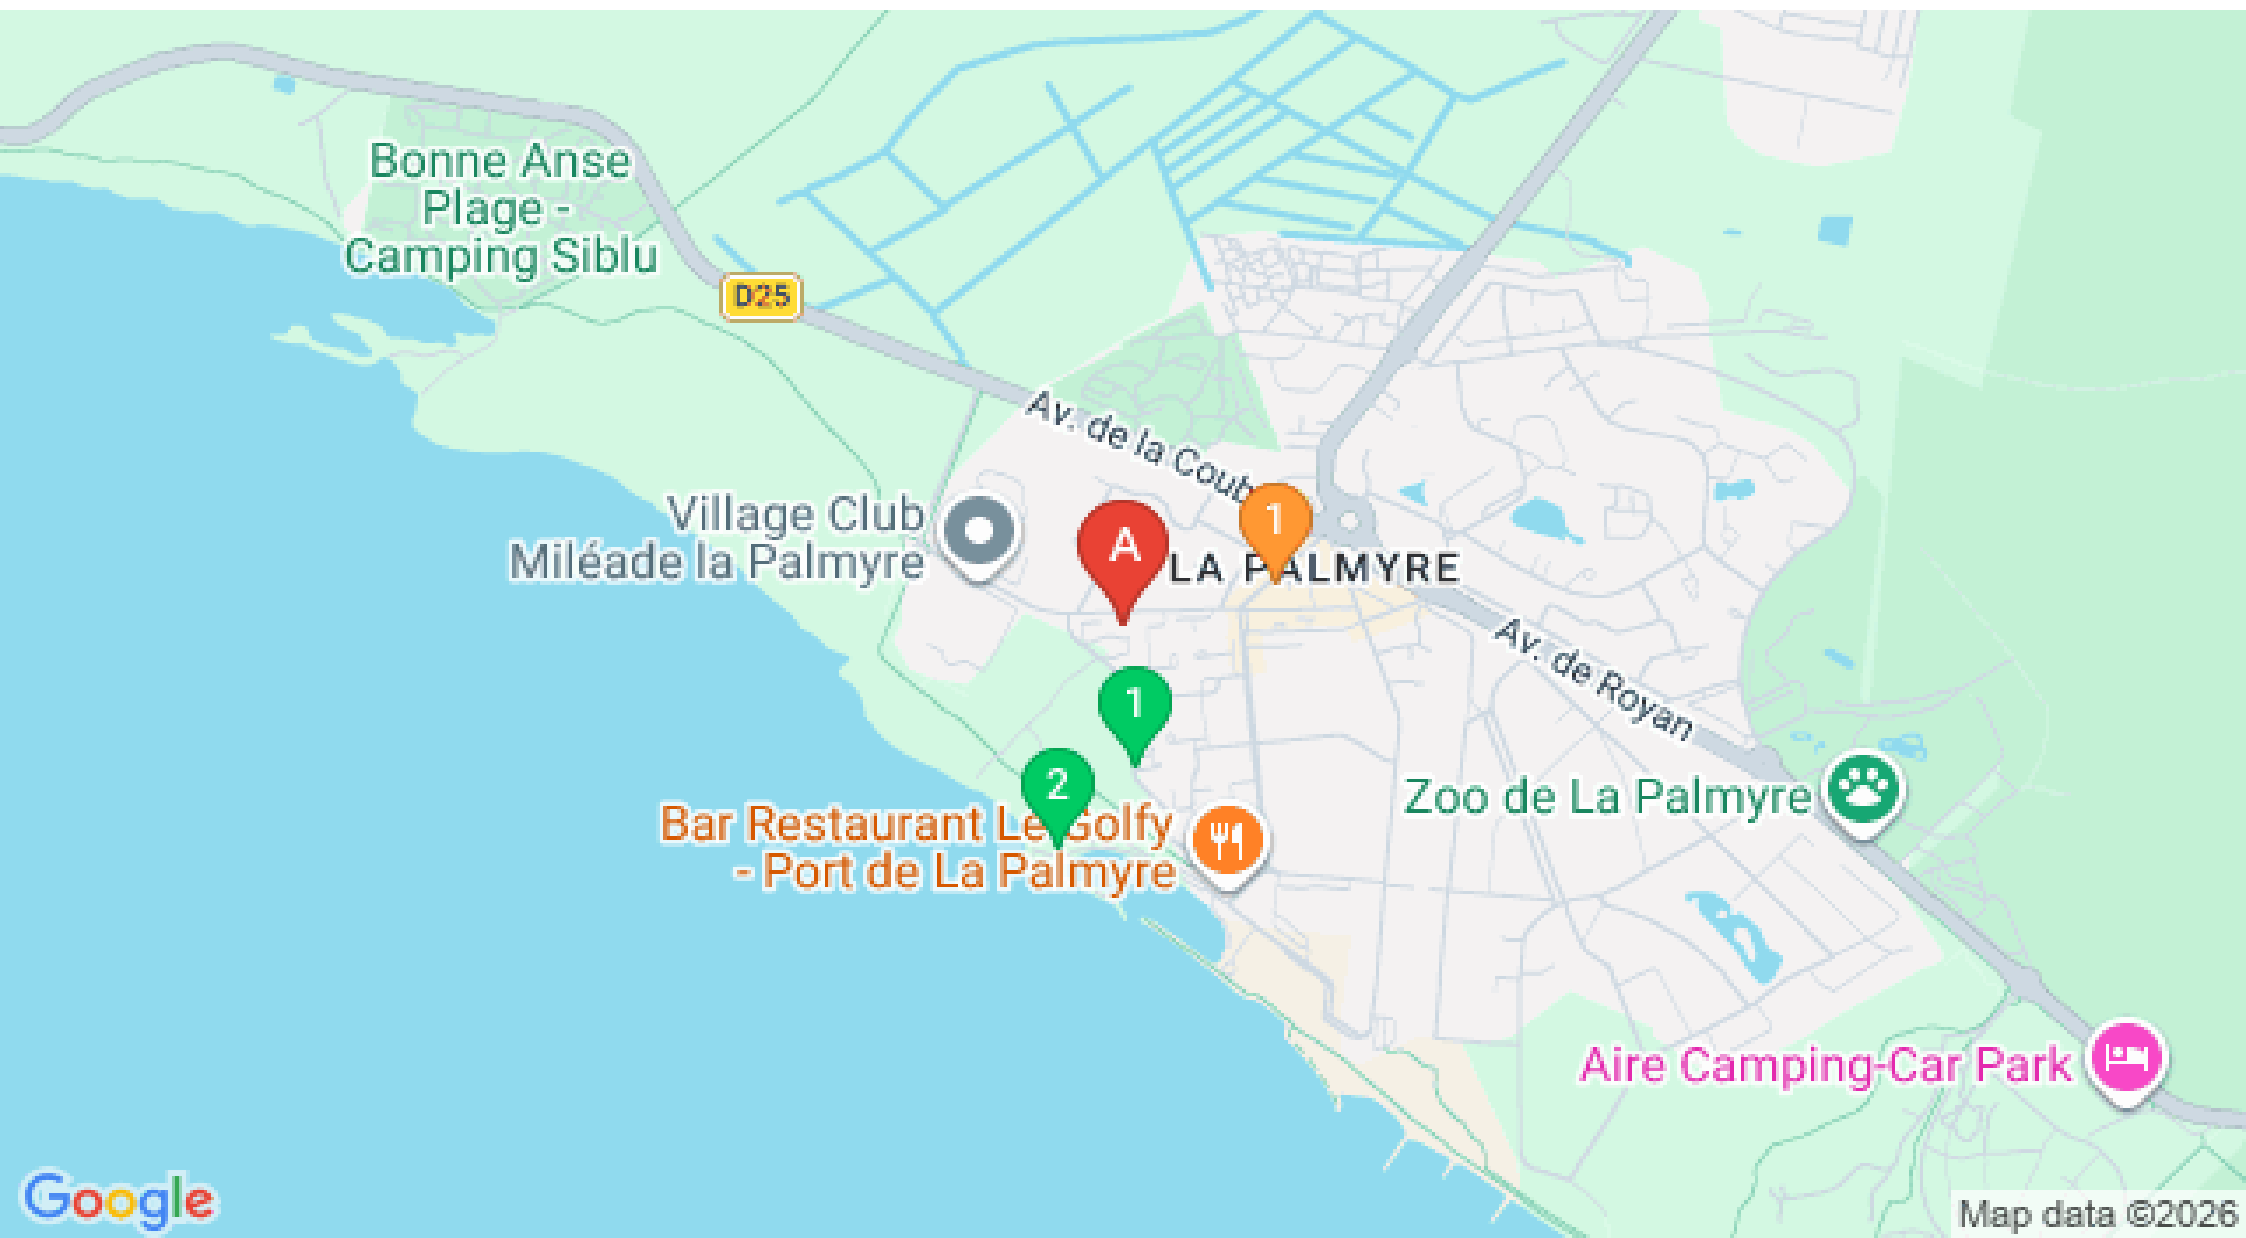 Bonne Anse
Plage -
Camping Siblu
D25
Av. de la Coub
Village Club
Miléade la Palmyre
A
1
LA PALMYRE
Av. de Royan
1
2
Bar Restaurant Le Golfy
- Port de La Palmyre
Zoo de La Palmyre
Aire Camping-Car Park
Google
Map data ©2026